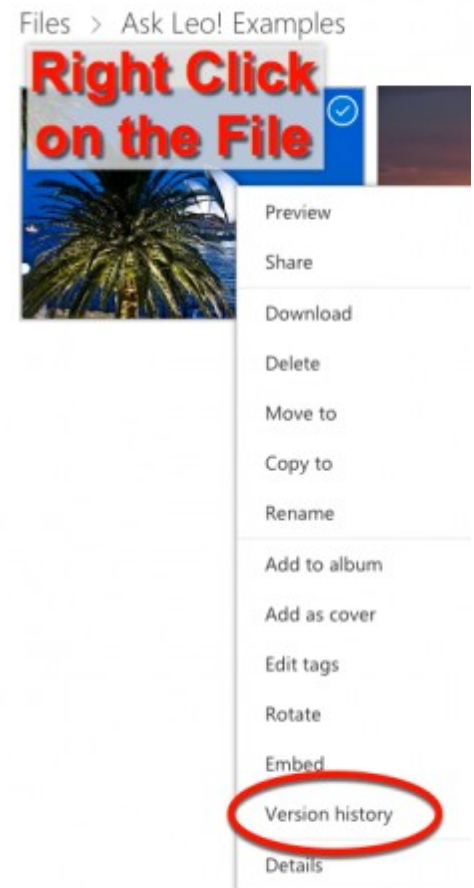 Files > Ask Leo! Examples
Right Click
on the File
Preview
Share
Download
Delete
Move to
Copy to
Rename
Add to album
Add as cover
Edit tags
Rotate
Embed
Version history
Details